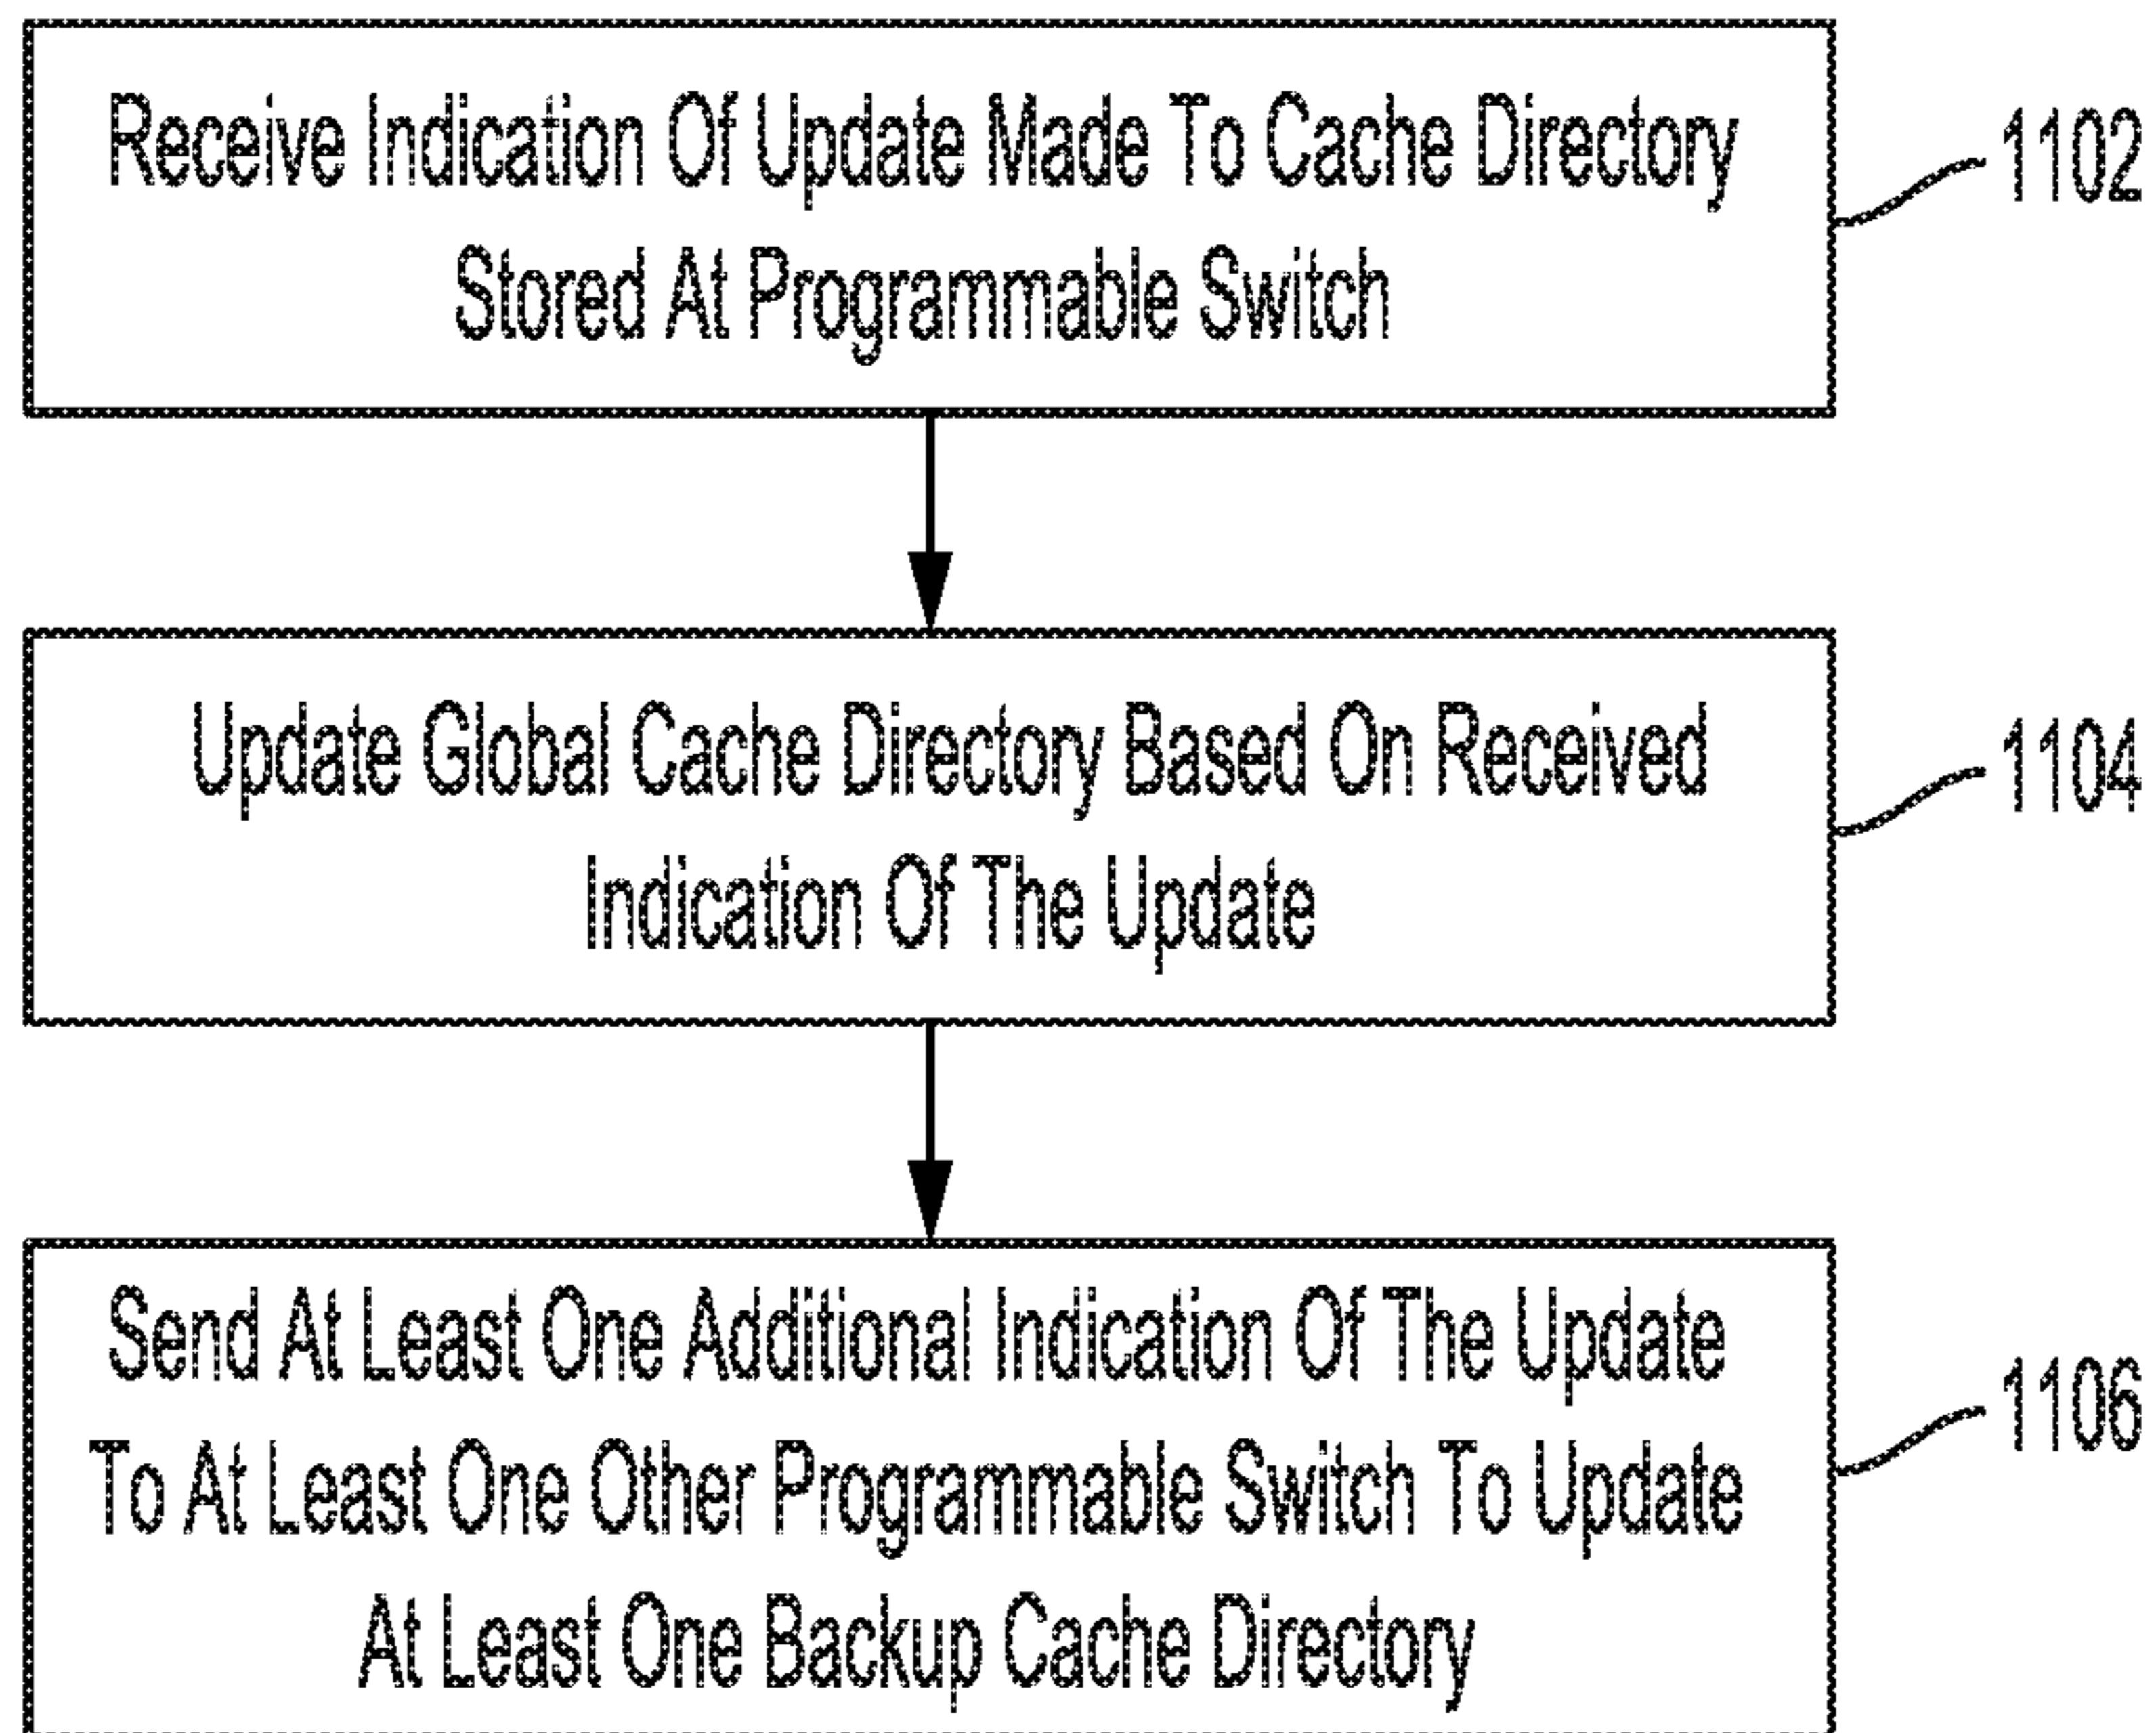 Receive Indication Of Update Made To Cache Directory
Stored At Programmable Switch
1102
Update Global Cache Directory Based On Received
Indication Of The Update
1104
Send At Least One Additional Indication Of The Update
To At Least One Other Programmable Switch To Update
At Least One Backup Cache Directory
1106